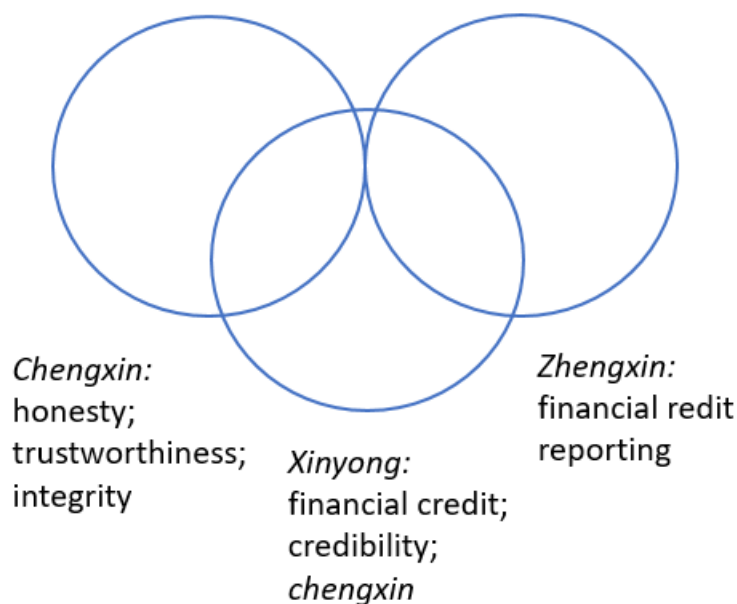 Chengxin:
honesty;
trustworthiness;
integrity
Xinyong:
financial credit;
credibility;
chengxin
Zhengxin:
financial redit
reporting